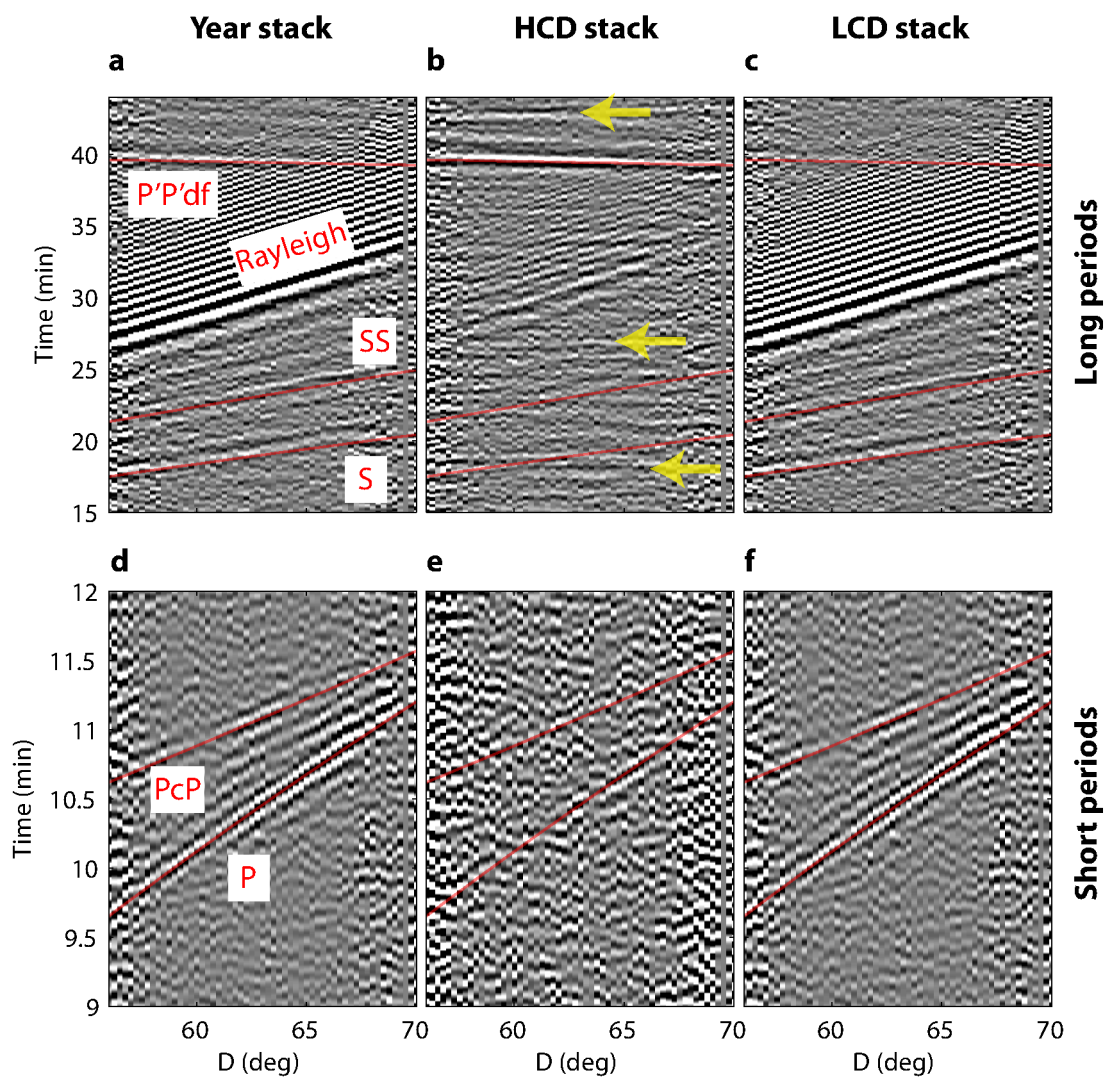 Year stack
HCD stack
LCD stack
a
b
c
40
35
30
25
20
15
Time (min)
P'P'df
Rayleigh
SS
S
Long periods
d
e
f
12
11.5
11
10.5
10
9.5
9
Time (min)
PcP
P
Short periods
60 65 70
60 65 70
60 65 70
D (deg)
D (deg)
D (deg)